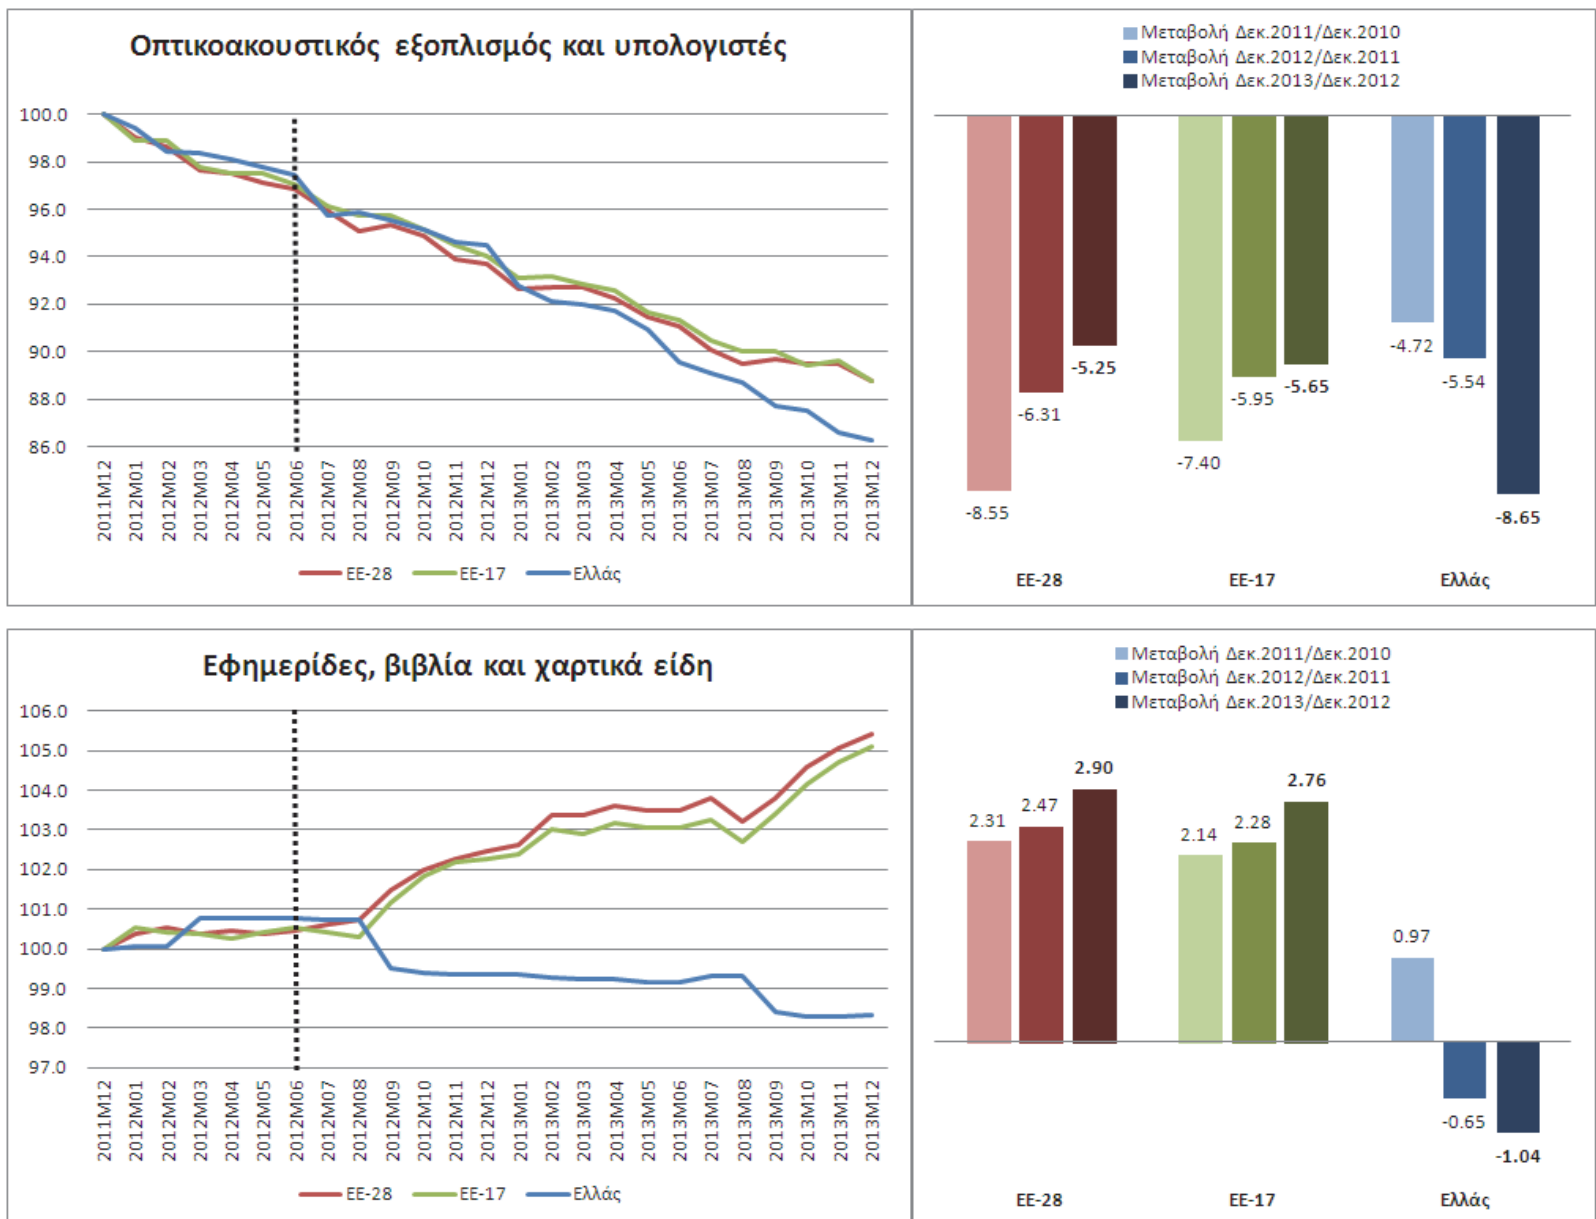 Οπτικοακουστικός εξοπλισμός και υπολογιστές
100.0
98.0
96.0
94.0
92.0
90.0
88.0
86.0
2011M12
2012M01
2012M02
2012M03
2012M04
2012M05
2012M06
2012M07
2012M08
2012M09
2012M10
2012M11
2012M12
2013M01
2013M02
2013M03
2013M04
2013M05
2013M06
2013M07
2013M08
2013M09
2013M10
2013M11
2013M12
ΕΕ-28 ΕΕ-17 Ελλάς
Μεταβολή Δεκ.2011/Δεκ.2010
Μεταβολή Δεκ.2012/Δεκ.2011
Μεταβολή Δεκ.2013/Δεκ.2012
-8.55
-6.31
-5.25
-7.40
-5.95
-5.65
-4.72
-5.54
-8.65
ΕΕ-28 ΕΕ-17 Ελλάς
Εφημερίδες, βιβλία και χαρτικά είδη
106.0
105.0
104.0
103.0
102.0
101.0
100.0
99.0
98.0
97.0
2011M12
2012M01
2012M02
2012M03
2012M04
2012M05
2012M06
2012M07
2012M08
2012M09
2012M10
2012M11
2012M12
2013M01
2013M02
2013M03
2013M04
2013M05
2013M06
2013M07
2013M08
2013M09
2013M10
2013M11
2013M12
ΕΕ-28 ΕΕ-17 Ελλάς
Μεταβολή Δεκ.2011/Δεκ.2010
Μεταβολή Δεκ.2012/Δεκ.2011
Μεταβολή Δεκ.2013/Δεκ.2012
2.31
2.47
2.90
2.14
2.28
2.76
0.97
-0.65
-1.04
ΕΕ-28 ΕΕ-17 Ελλάς